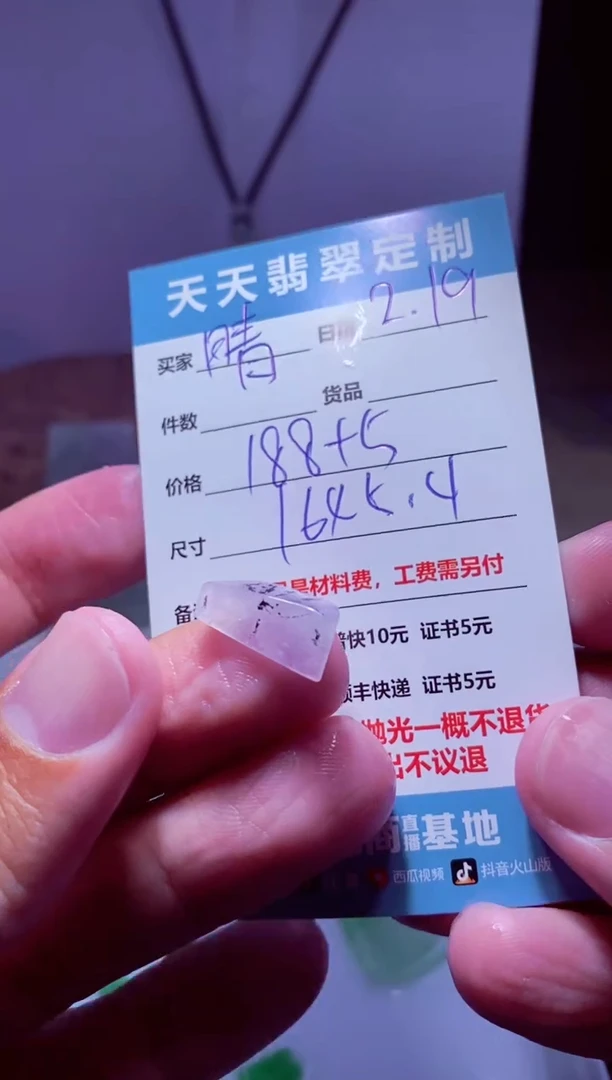 天天翡翠定制
买家 晴 日 2.19
件数 货品
价格 188+5
尺寸
是材料费，工费需另付
备
快10元 证书5元
顺丰快递 证书5元
抛光一概不退货
出不议退
直播基地
西瓜视频 抖音火山版